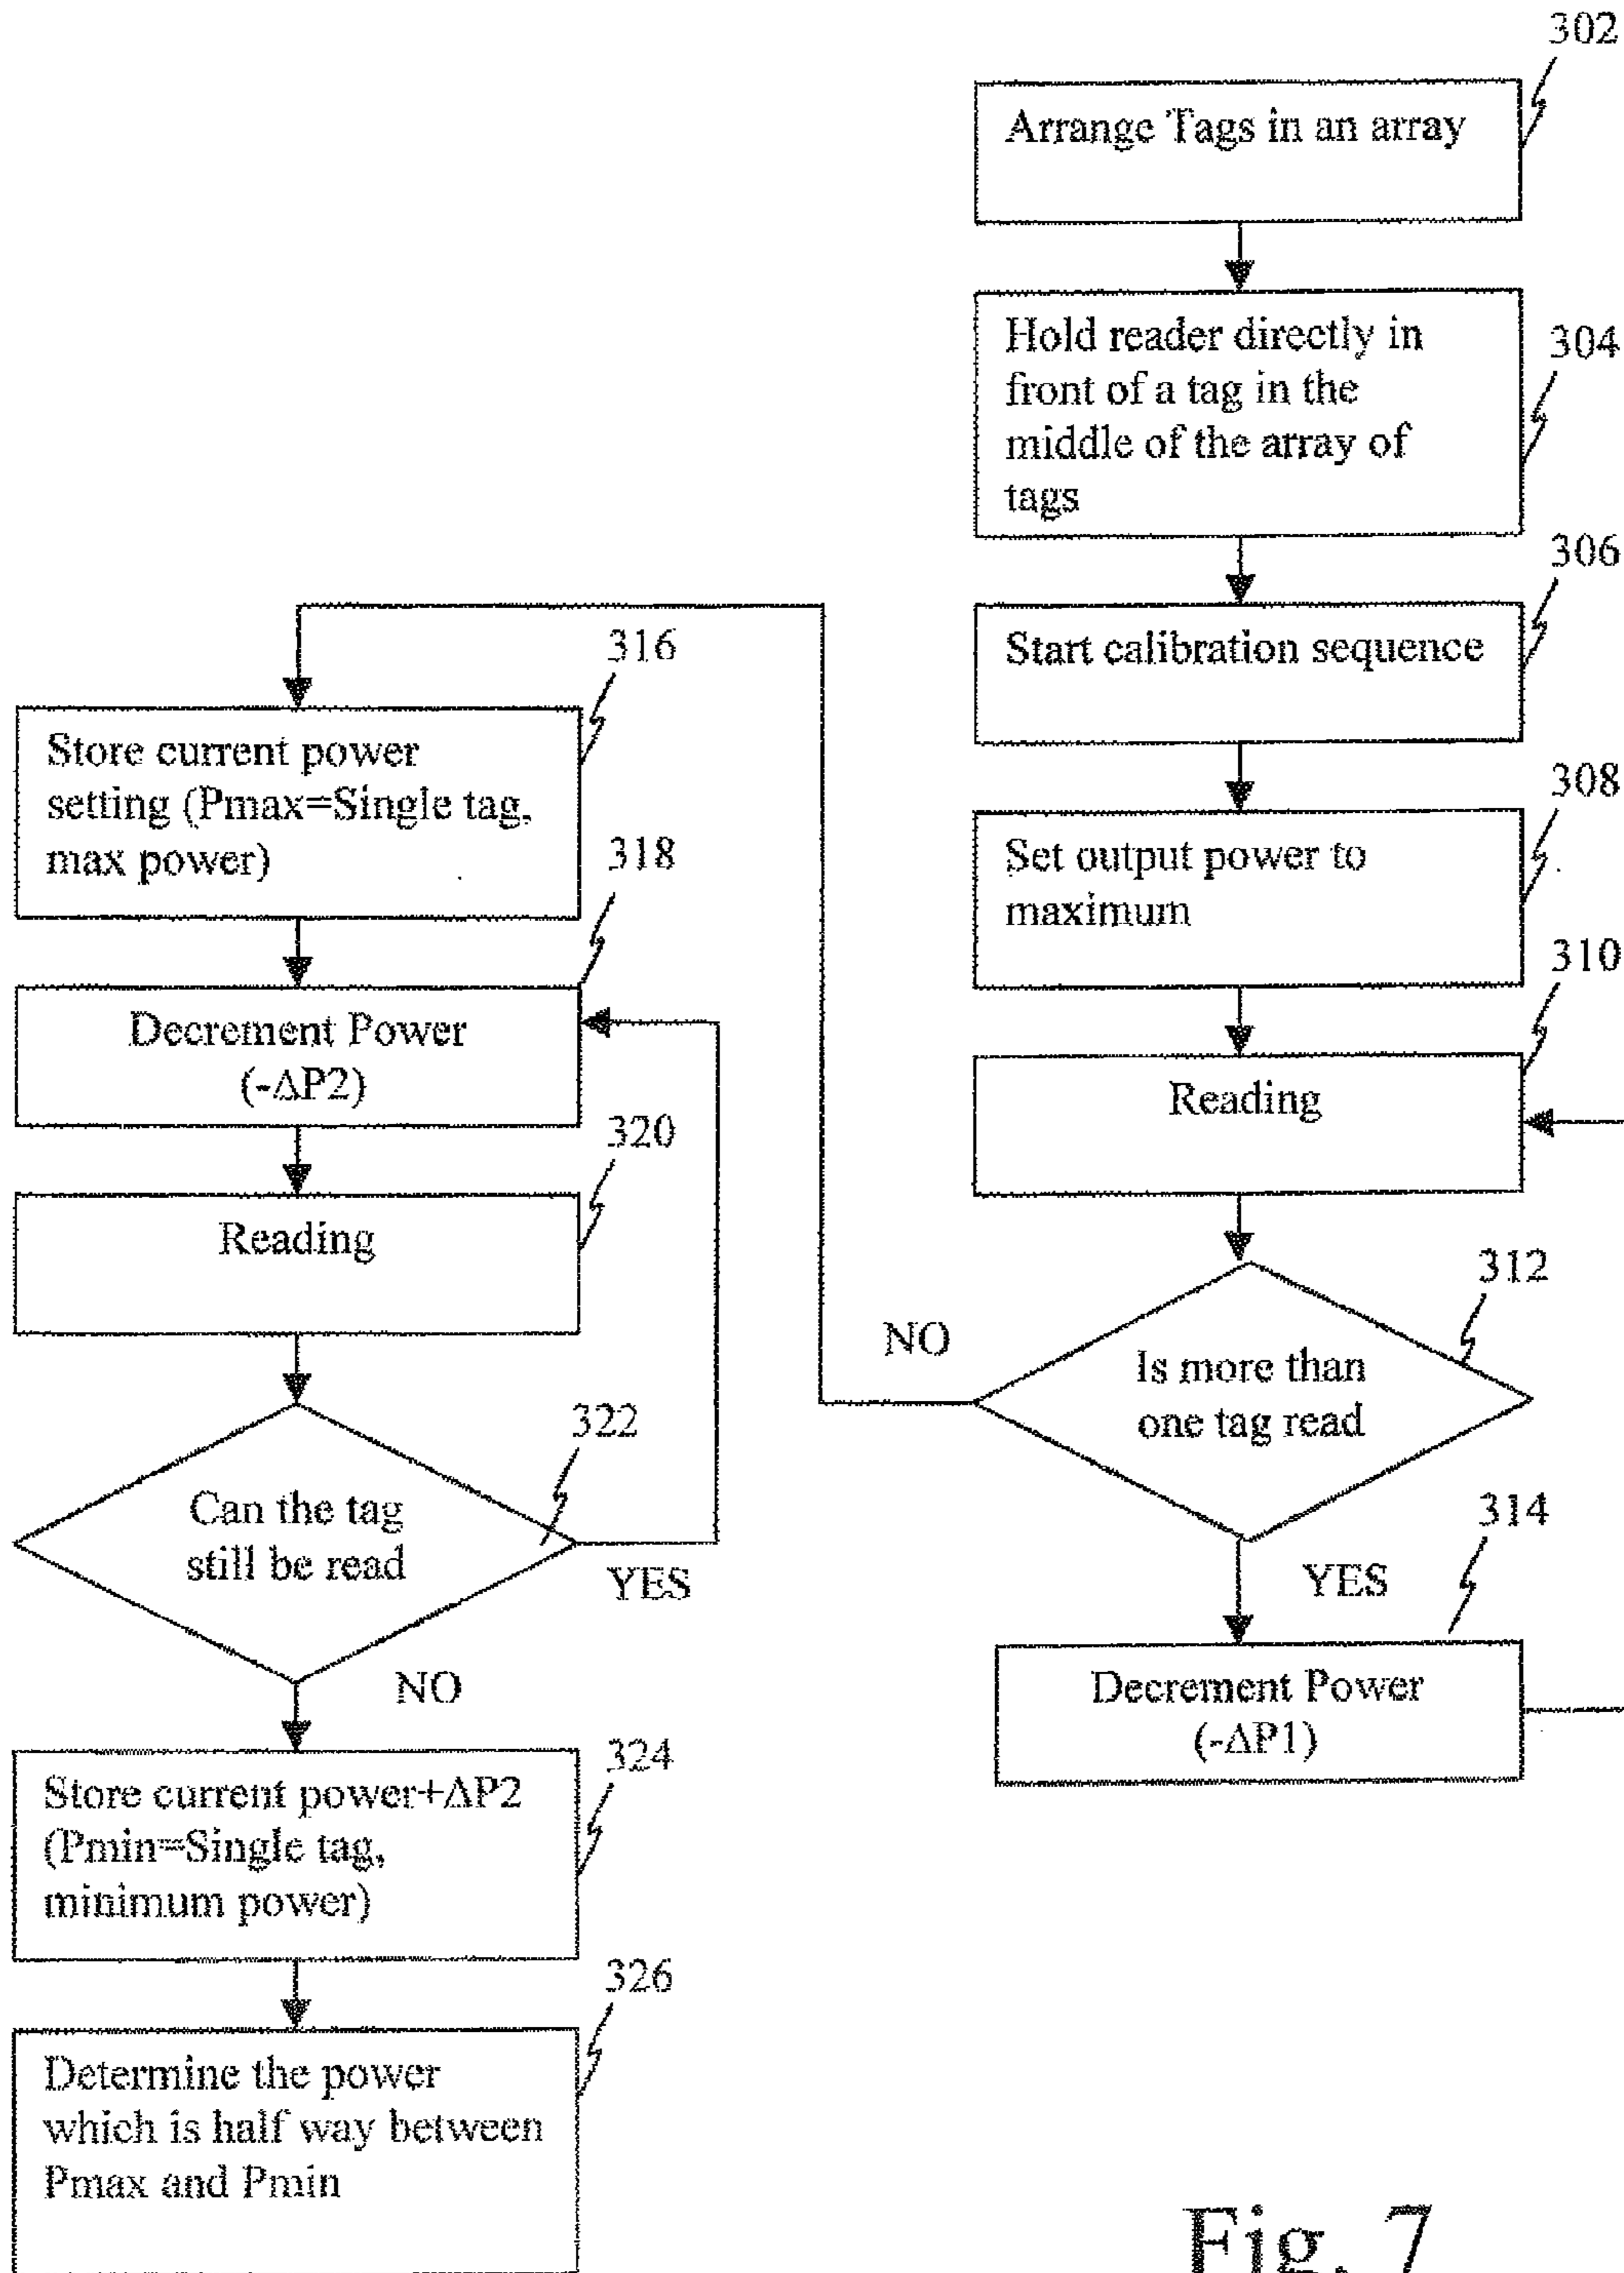 302
Arrange Tags in an array
304
Hold reader directly in
front of a tag in the
middle of the array of
tags
306
Start calibration sequence
308
Set output power to
maximum
310
Reading
312
Is more than
one tag read
NO
YES
314
Decrement Power
(-ΔP1)
316
Store current power
setting (Pmax=Single tag,
max power)
318
Decrement Power
(-ΔP2)
320
Reading
322
Can the tag
still be read
YES
NO
324
Store current power+ΔP2
(Pmin=Single tag,
minimum power)
326
Determine the power
which is half way between
Pmax and Pmin
Fig. 7